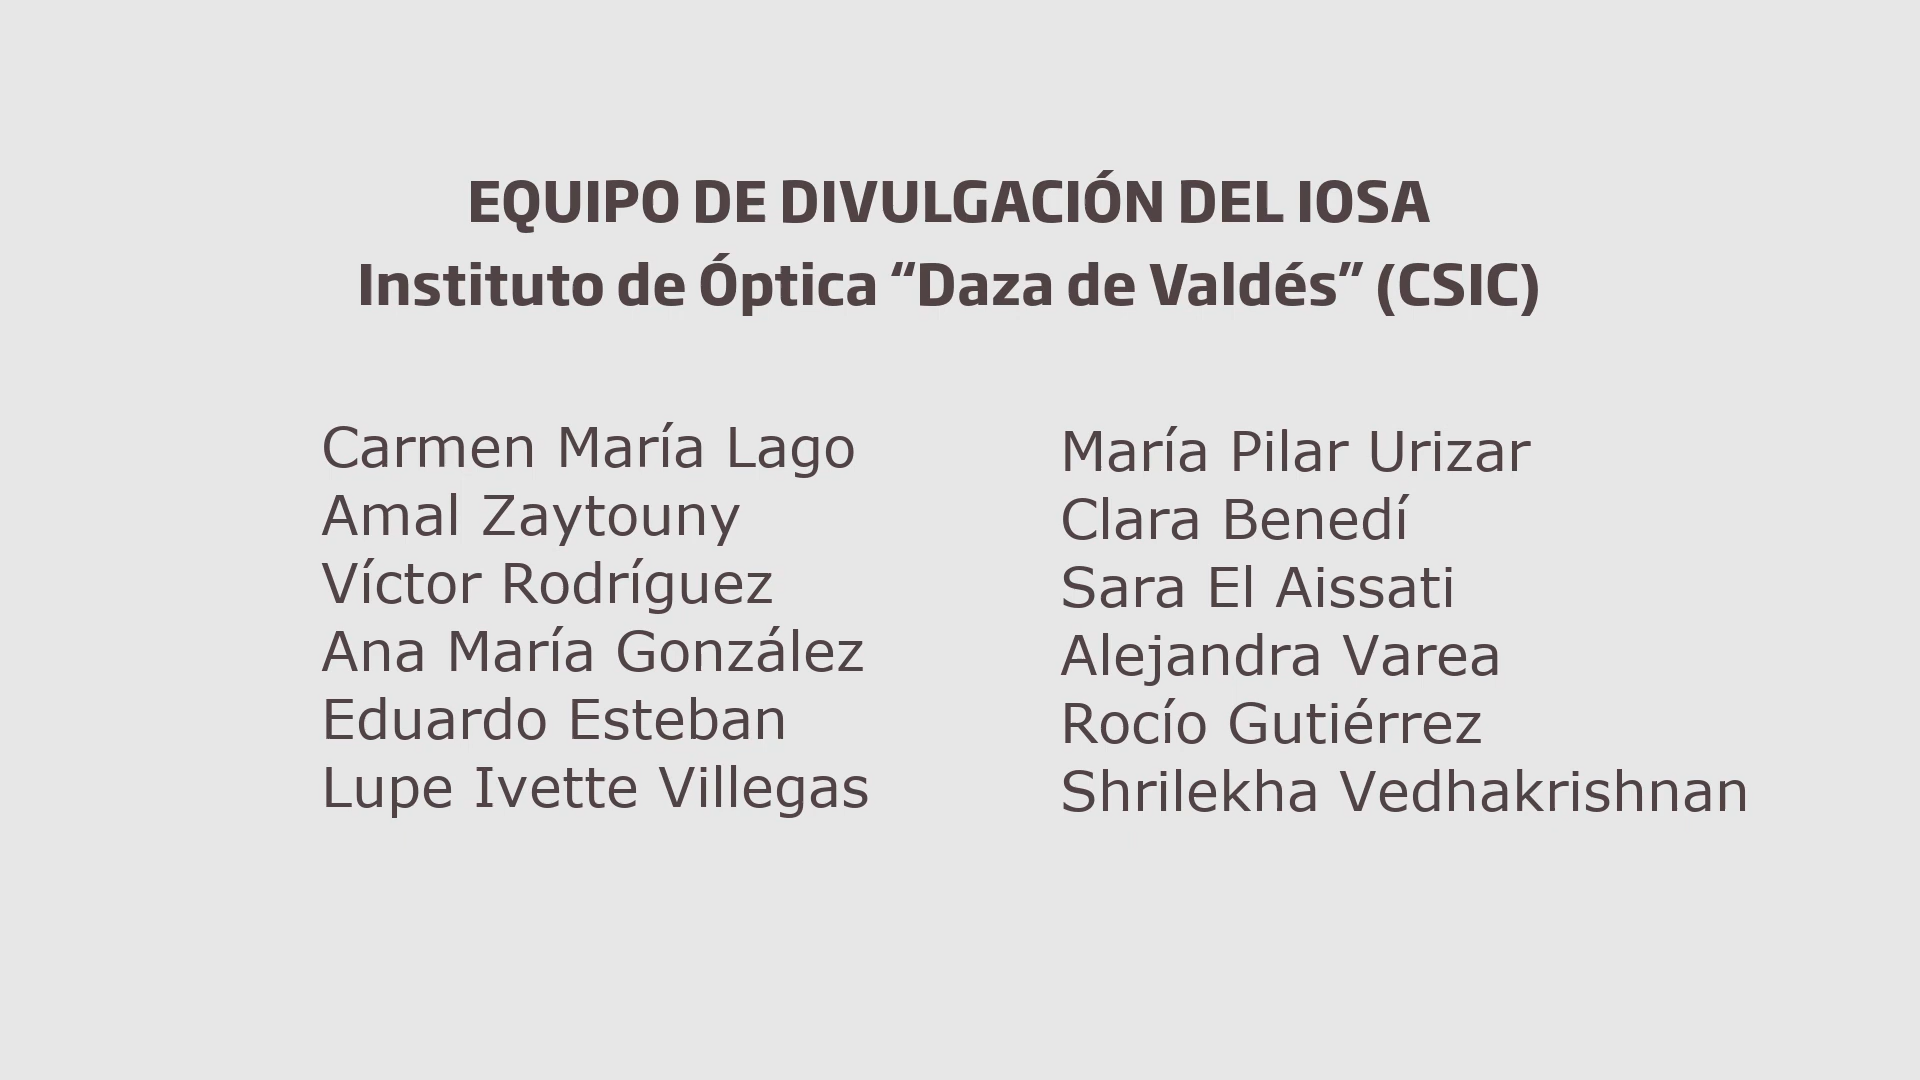 EQUIPO DE DIVULGACIÓN DEL IOSA
Instituto de Óptica “Daza de Valdés” (CSIC)
Carmen María Lago
Amal Zaytouny
Víctor Rodríguez
Ana María González
Eduardo Esteban
Lupe Ivette Villegas
María Pilar Urizar
Clara Benedí
Sara El Aissati
Alejandra Varea
Rocío Gutiérrez
Shrilekha Vedhakrishnan